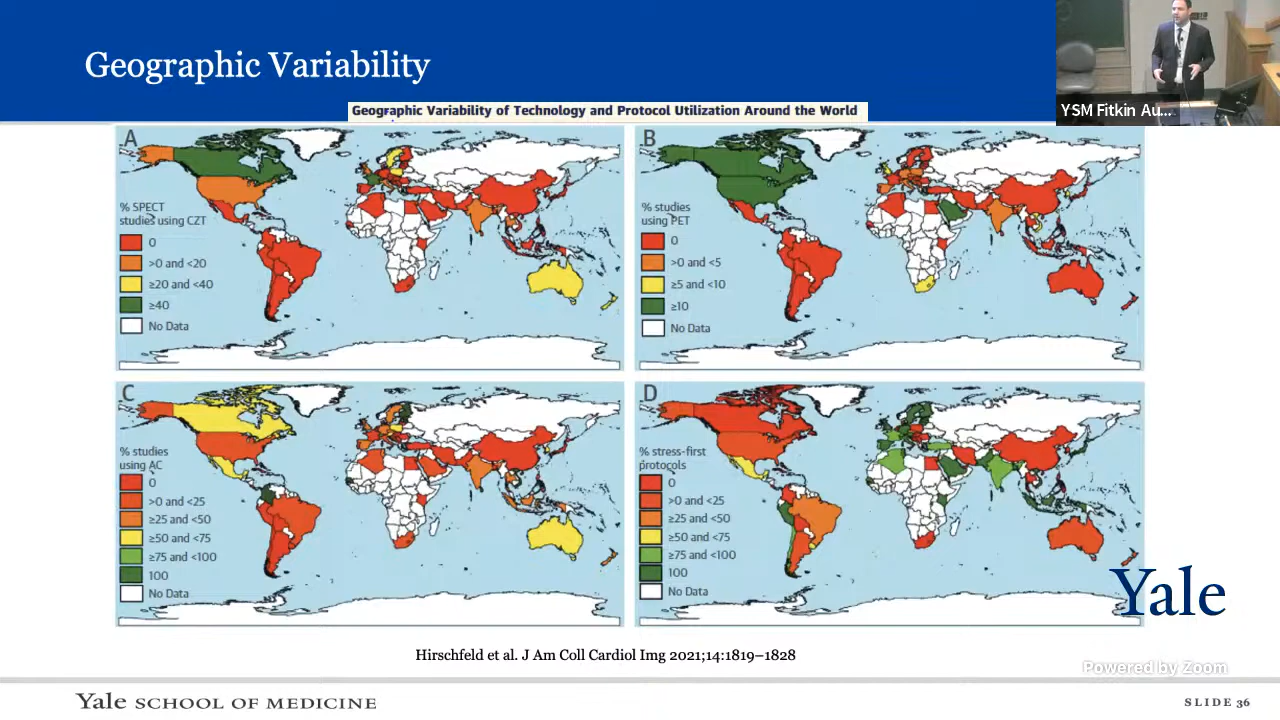 Geographic Variability
YSM Fitkin Au...
Geographic Variability of Technology and Protocol Utilization Around the World
A
% SPECT
studies using CZT
0
>0 and <20
≥20 and <40
≥40
No Data
B
% studies
using PET
0
>0 and <5
≥5 and <10
≥10
No Data
C
% studies
using AC
0
>0 and <25
≥25 and <50
≥50 and <75
≥75 and <100
100
No Data
D
% stress-first
protocols
0
>0 and <25
≥25 and <50
≥50 and <75
≥75 and <100
100
No Data
Yale
Hirschfeld et al. J Am Coll Cardiol Img 2021;14:1819–1828
Powered by Zoom
Yale SCHOOL OF MEDICINE
SLIDE 36